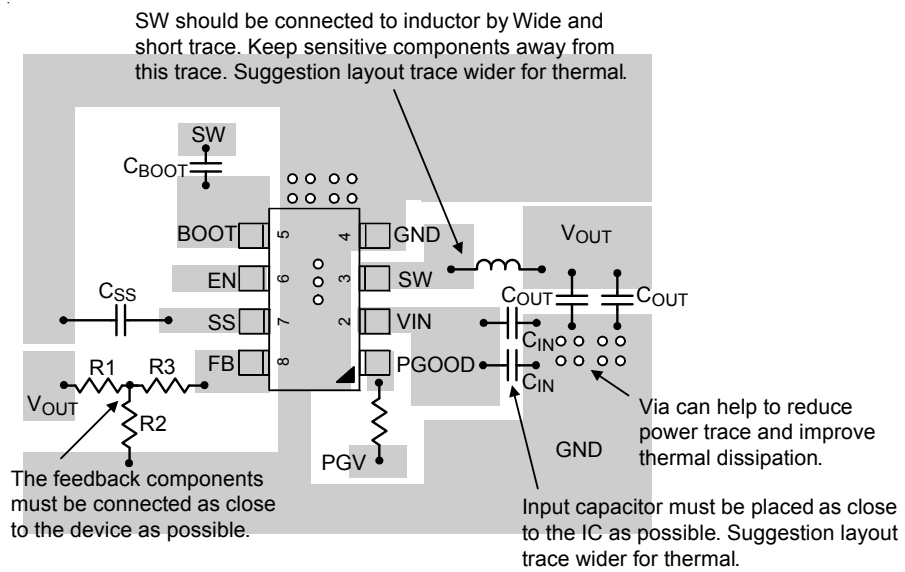 SW should be connected to inductor by Wide and
short trace. Keep sensitive components away from
this trace. Suggestion layout trace wider for thermal.
SW
CBOOT
BOOT
5
4
GND
VOUT
EN
6
3
SW
CSS
COUT
COUT
SS
7
2
VIN
CIN
FB
8
PGOOD
CIN
R1
R3
VOUT
R2
Via can help to reduce
power trace and improve
thermal dissipation.
PGV
GND
The feedback components
must be connected as close
to the device as possible.
Input capacitor must be placed as close
to the IC as possible. Suggestion layout
trace wider for thermal.